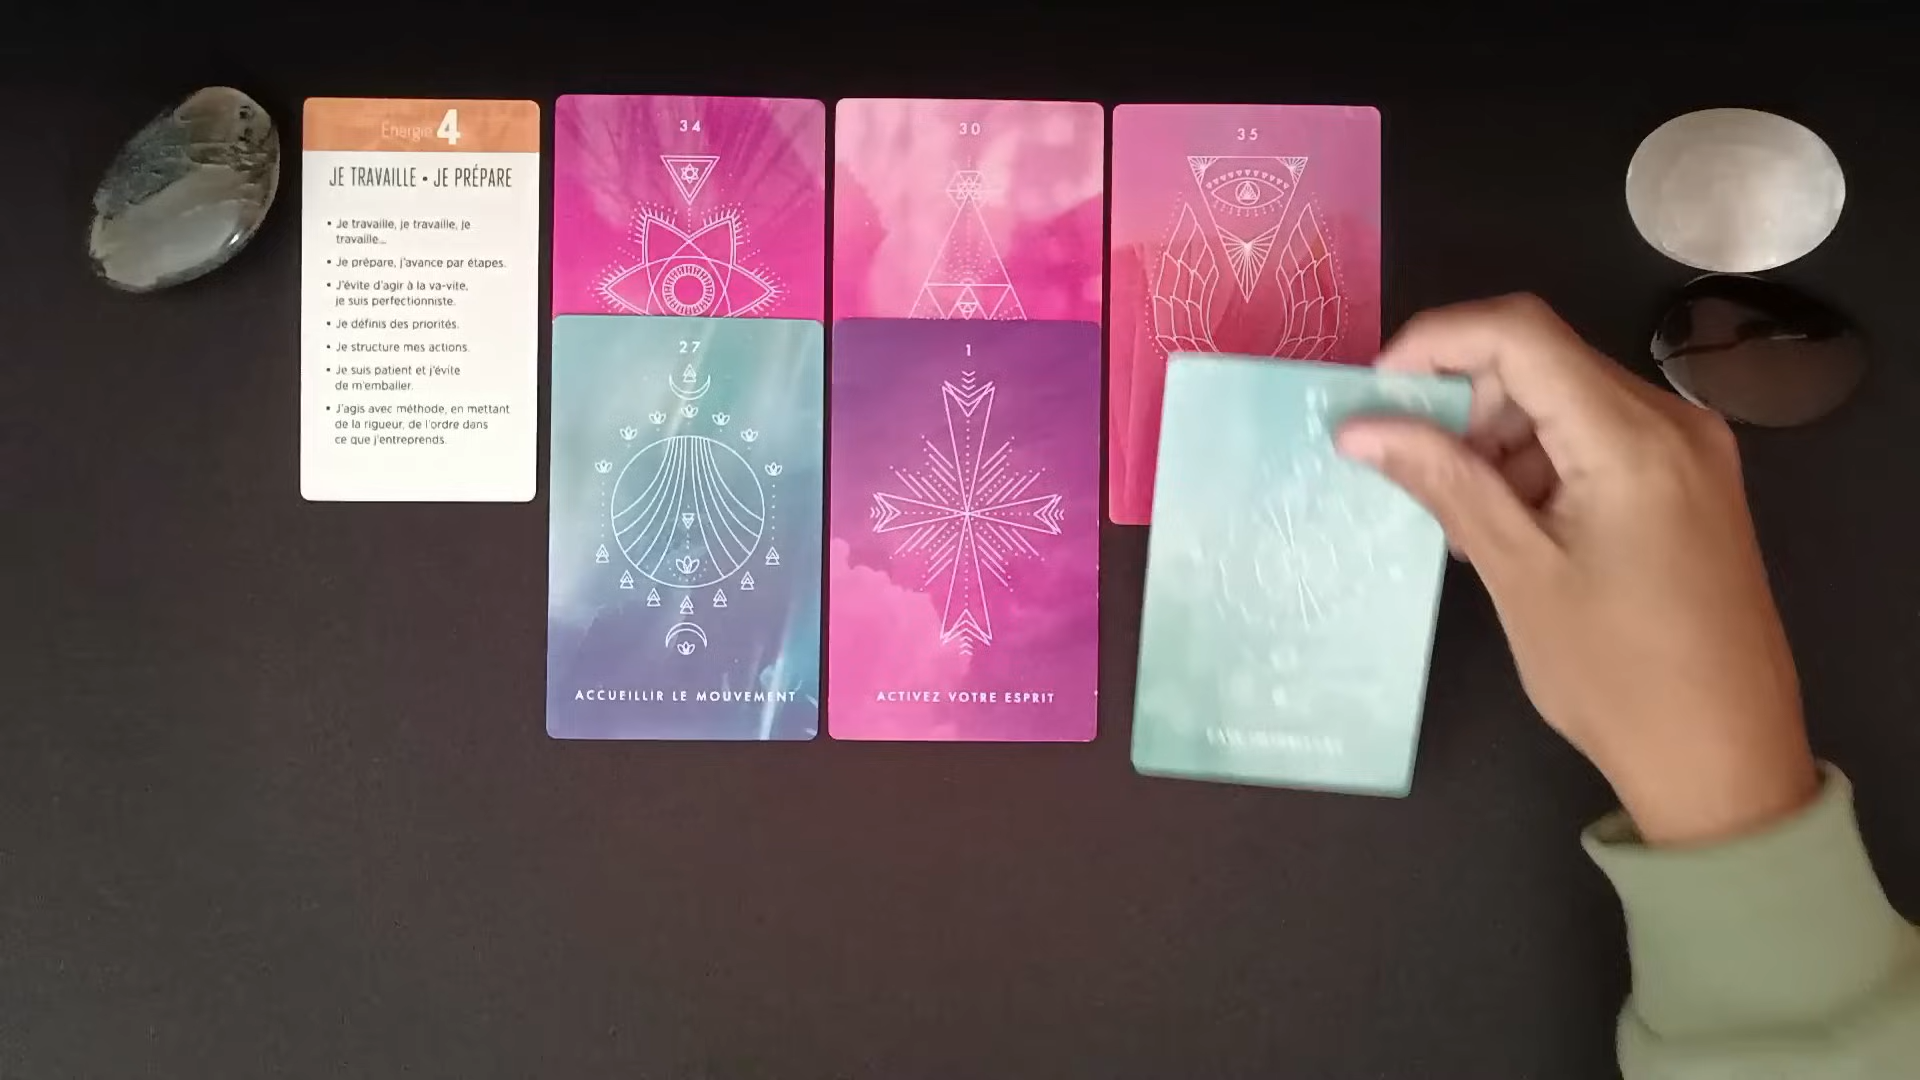 Énergie 4
JE TRAVAILLE • JE PRÉPARE
• Je travaille, je travaille, je
travaille...
• Je prépare, j'avance par étapes.
• J'évite d'agir à la va-vite,
je suis perfectionniste.
• Je définis des priorités.
• Je structure mes actions.
• Je suis patient et j'évite
de m'emballer.
• J'agis avec méthode, en mettant
de la rigueur, de l'ordre dans
ce que j'entreprends.
34
30
35
27
ACCUEILLIR LE MOUVEMENT
1
ACTIVEZ VOTRE ESPRIT